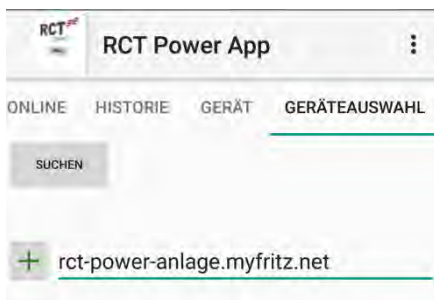 RCT
RCT Power App
ONLINE HISTORIE GERÄT GERÄTEAUSWAHL
SUCHEN
+ rct-power-anlage.myfritz.net